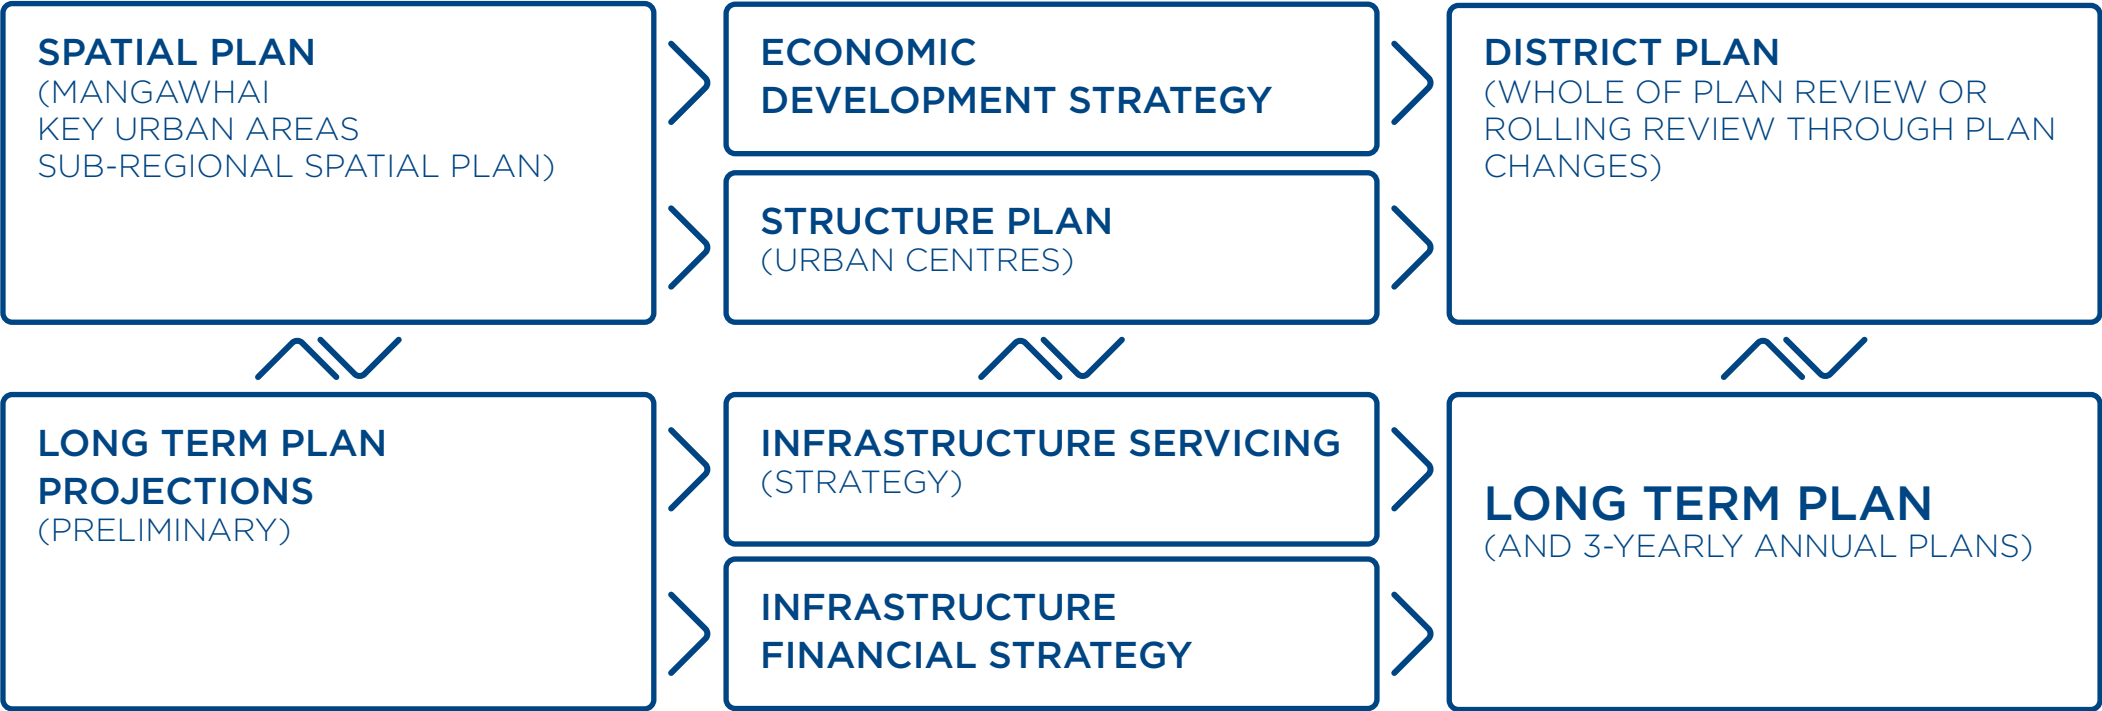 SPATIAL PLAN
(MANGAWHAI
KEY URBAN AREAS
SUB-REGIONAL SPATIAL PLAN)
ECONOMIC
DEVELOPMENT STRATEGY
STRUCTURE PLAN
(URBAN CENTRES)
DISTRICT PLAN
(WHOLE OF PLAN REVIEW OR
ROLLING REVIEW THROUGH PLAN
CHANGES)
LONG TERM PLAN
PROJECTIONS
(PRELIMINARY)
INFRASTRUCTURE SERVICING
(STRATEGY)
INFRASTRUCTURE
FINANCIAL STRATEGY
LONG TERM PLAN
(AND 3-YEARLY ANNUAL PLANS)